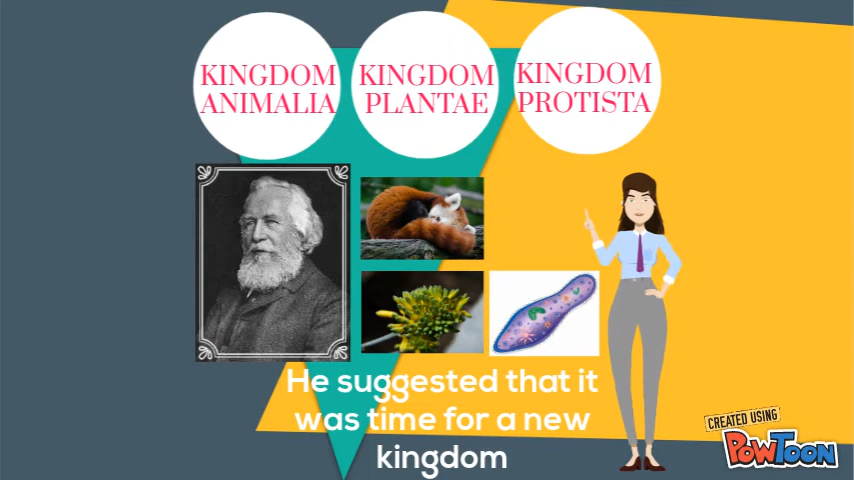 KINGDOM
ANIMALIA
KINGDOM
PLANTAE
KINGDOM
PROTISTA
He suggested that it
was time for a new
kingdom
CREATED USING
POWTOON